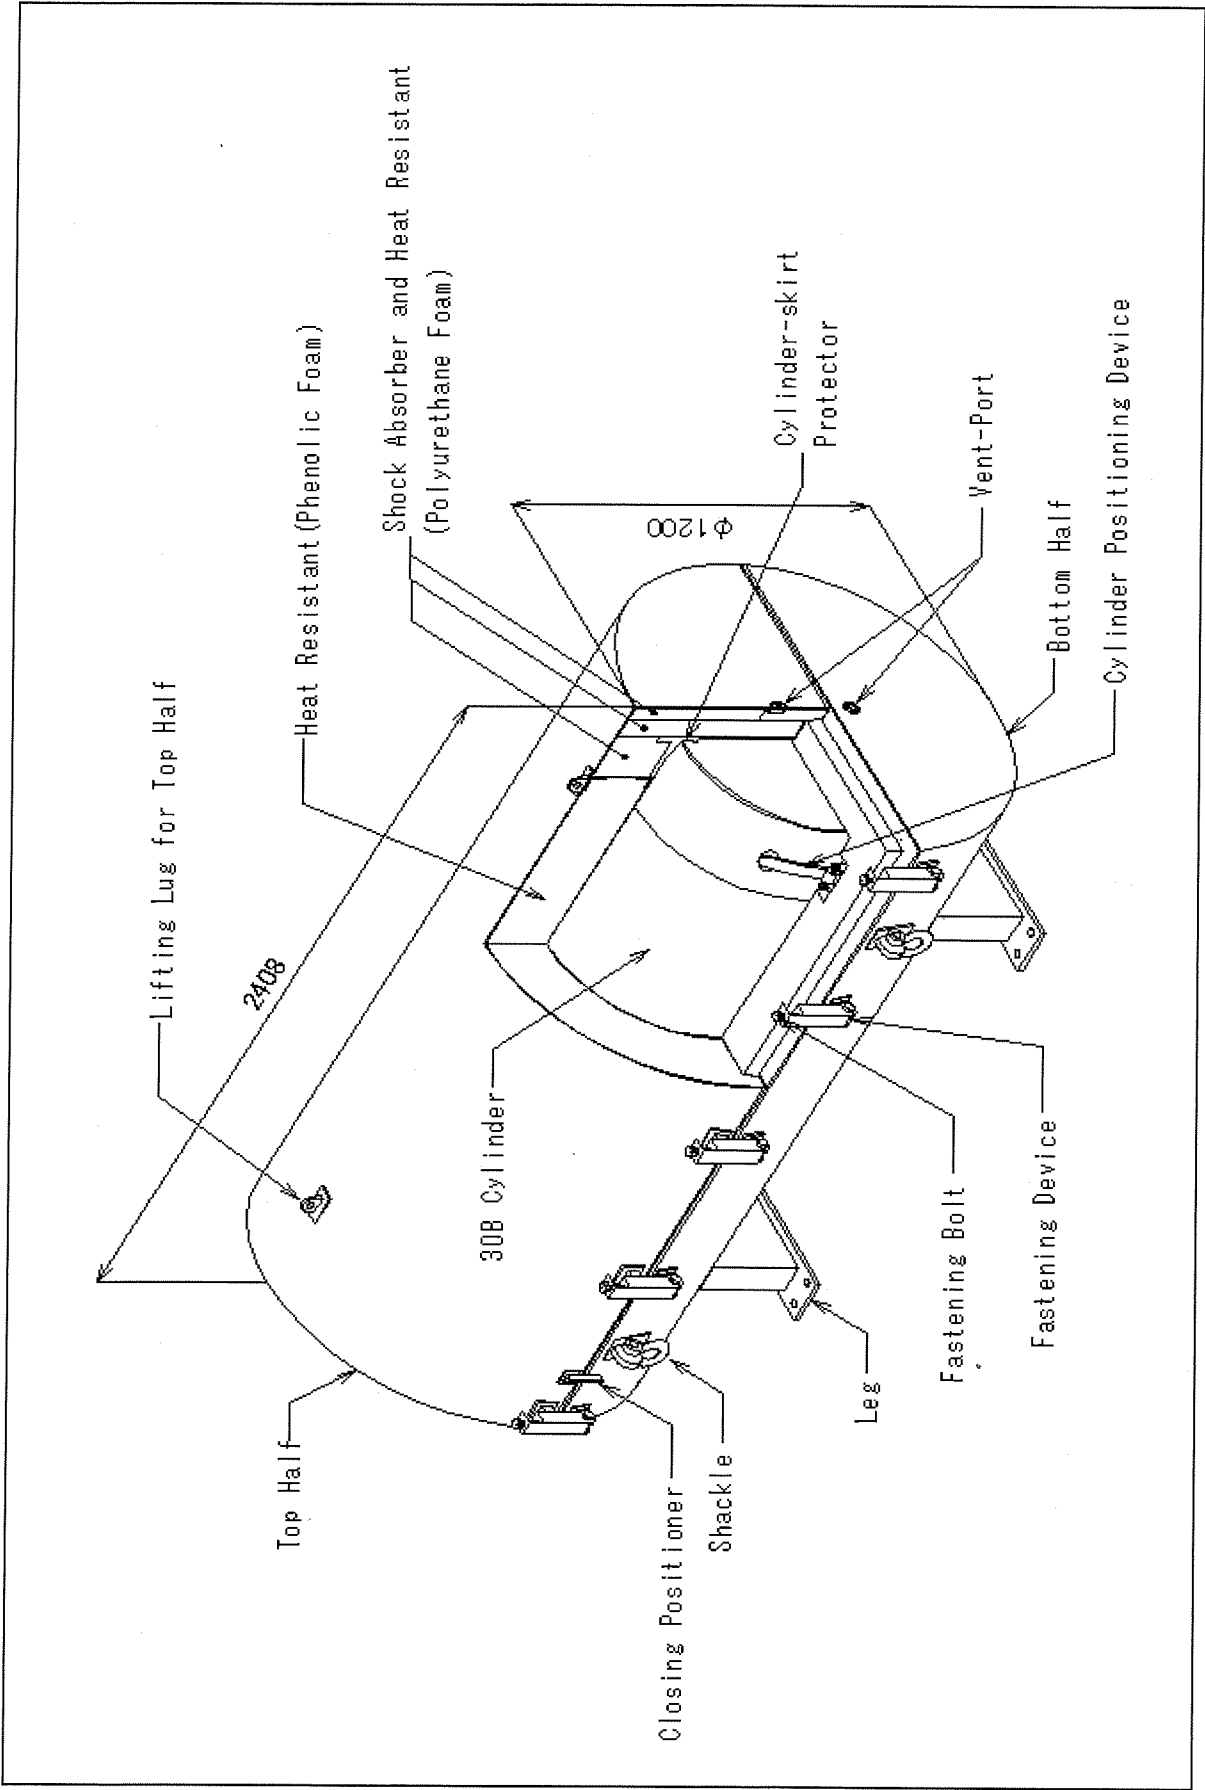 Lifting Lug for Top Half
Heat Resistant(Phenolic Foam)
Shock Absorber and Heat Resistant
(Polyurethane Foam)
2408
Top Half
φ1200
Cylinder-skirt
Protector
30B Cylinder
Vent-Port
Closing Positioner
Shackle
Bottom Half
Leg
Cylinder Positioning Device
Fastening Bolt
Fastening Device